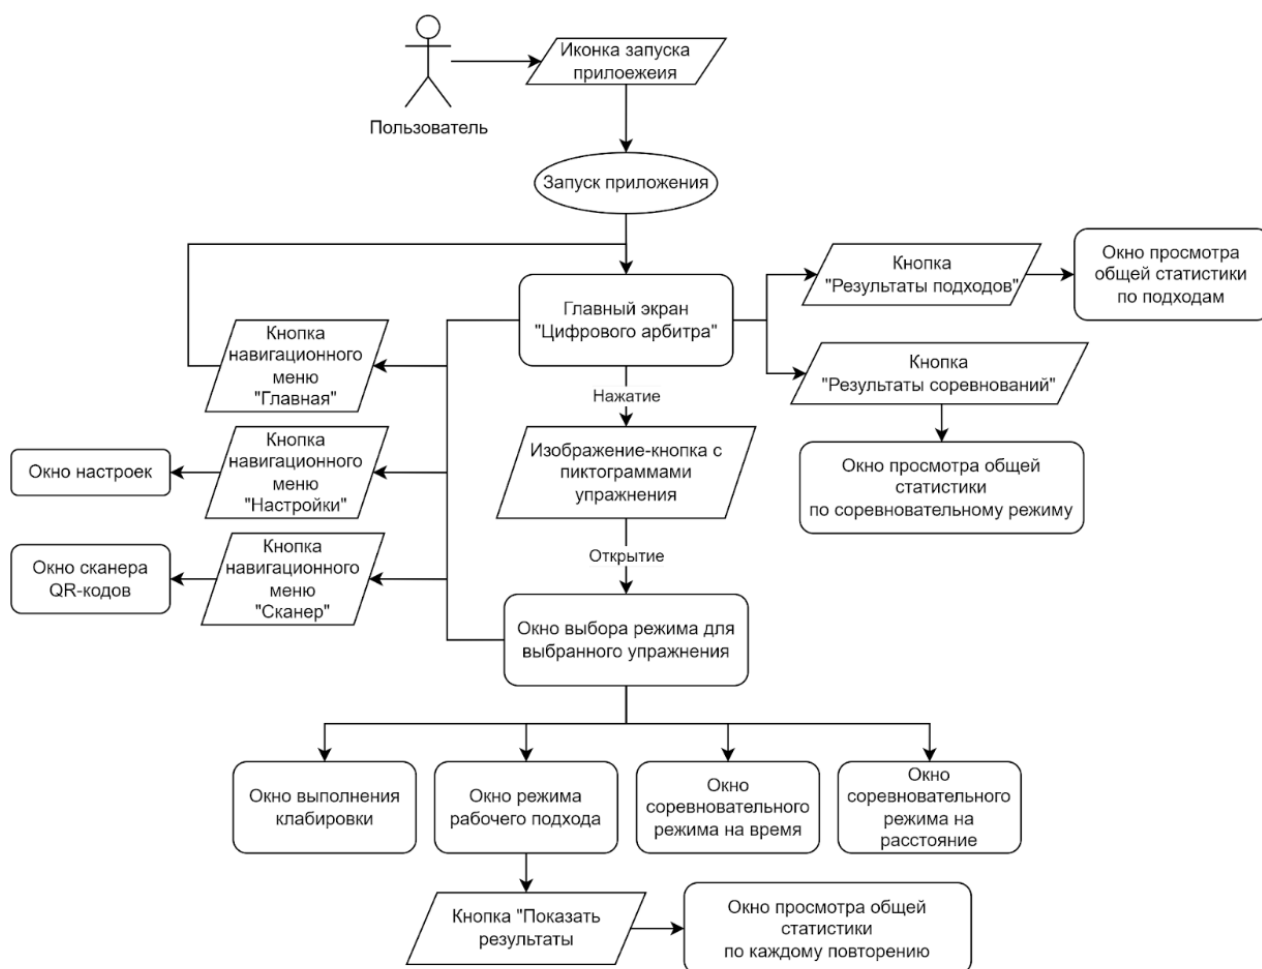 Иконка запуска
прилоежеия
Пользователь
Запуск приложения
Главный экран
"Цифрового арбитра"
Кнопка
"Результаты подходов"
Окно просмотра
общей статистики
по подходам
Кнопка
навигационного
меню
"Главная"
Кнопка
"Результаты соревнований"
Нажатие
Окно настроек
Кнопка
навигационного
меню
"Настройки"
Изображение-кнопка с
пиктограммами
упражнения
Окно просмотра общей
статистики
по соревновательному режиму
Открытие
Окно сканера
QR-кодов
Кнопка
навигационного
меню
"Сканер"
Окно выбора режима для
выбранного упражнения
Окно выполнения
клабировки
Окно режима
рабочего подхода
Окно
соревновательного
режима на время
Окно
соревновательного
режима на
расстояние
Кнопка "Показать
результаты
Окно просмотра общей
статистики
по каждому повторению